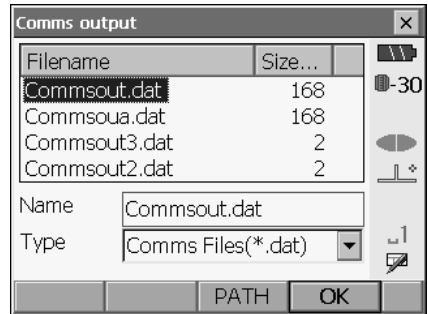 Comms output
Filename Size...
Commsout.dat 168
Commsoua.dat 168
Commsout3.dat 2
Commsout2.dat 2
-30
Name Commsout.dat
Type Comms Files(*.dat)
1
PATH OK